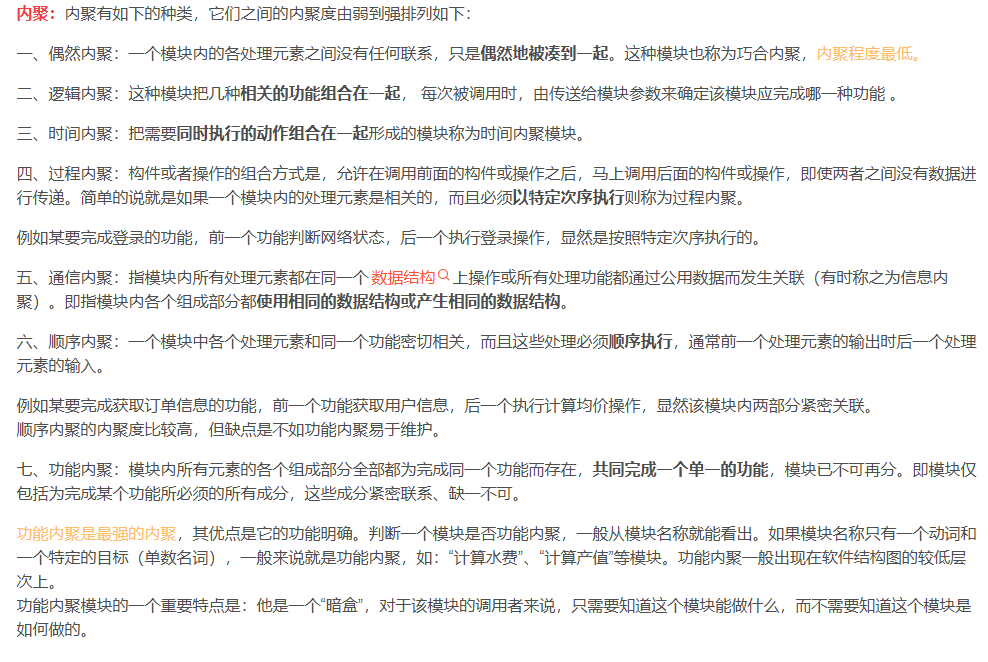 内聚：内聚有如下的种类，它们之间的内聚度由弱到强排列如下：
一、偶然内聚：一个模块内的各处理元素之间没有任何联系，只是偶然地被凑到一起。这种模块也称为巧合内聚，内聚程度最低。
二、逻辑内聚：这种模块把几种相关的功能组合在一起， 每次被调用时，由传送给模块参数来确定该模块应完成哪一种功能 。
三、时间内聚：把需要同时执行的动作组合在一起形成的模块称为时间内聚模块。
四、过程内聚：构件或者操作的组合方式是，允许在调用前面的构件或操作之后，马上调用后面的构件或操作，即使两者之间没有数据进
行传递。简单的说就是如果一个模块内的处理元素是相关的，而且必须以特定次序执行则称为过程内聚。
例如某要完成登录的功能，前一个功能判断网络状态，后一个执行登录操作，显然是按照特定次序执行的。
五、通信内聚：指模块内所有处理元素都在同一个数据结构上操作或所有处理功能都通过公用数据而发生关联（有时称之为信息内
聚）。即指模块内各个组成部分都使用相同的数据结构或产生相同的数据结构。
六、顺序内聚：一个模块中各个处理元素和同一个功能密切相关，而且这些处理必须顺序执行，通常前一个处理元素的输出时后一个处理
元素的输入。
例如某要完成获取订单信息的功能，前一个功能获取用户信息，后一个执行计算均价操作，显然该模块内两部分紧密关联。
顺序内聚的内聚度比较高，但缺点是不如功能内聚易于维护。
七、功能内聚：模块内所有元素的各个组成部分全部都为完成同一个功能而存在，共同完成一个单一的功能，模块已不可再分。即模块仅
包括为完成某个功能所必须的所有成分，这些成分紧密联系、缺一不可。
功能内聚是最强的内聚，其优点是它的功能明确。判断一个模块是否功能内聚，一般从模块名称就能看出。如果模块名称只有一个动词和
一个特定的目标（单数名词），一般来说就是功能内聚，如：“计算水费”、“计算产值”等模块。功能内聚一般出现在软件结构图的较低层
次上。
功能内聚模块的一个重要特点是：他是一个“暗盒”，对于该模块的调用者来说，只需要知道这个模块能做什么，而不需要知道这个模块是
如何做的。